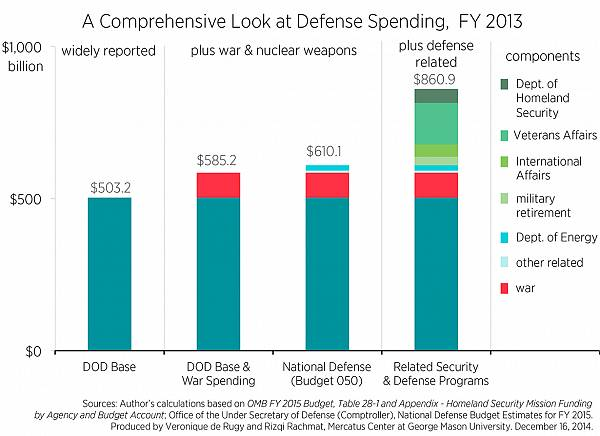 A Comprehensive Look at Defense Spending, FY 2013
$1,000
billion
widely reported
plus war & nuclear weapons
plus defense
related
components
$860.9
$610.1
$585.2
$503.2
$500
$0
Dept. of
Homeland
Security
Veterans Affairs
International
Affairs
military
retirement
Dept. of Energy
other related
war
DOD Base
DOD Base &
War Spending
National Defense
(Budget 050)
Related Security
& Defense Programs
Sources: Author's calculations based on OMB FY 2015 Budget, Table 28-1 and Appendix - Homeland Security Mission Funding
by Agency and Budget Account; Office of the Under Secretary of Defense (Comptroller), National Defense Budget Estimates for FY 2015.
Produced by Veronique de Rugy and Rizqi Rachmat, Mercatus Center at George Mason University. December 16, 2014.